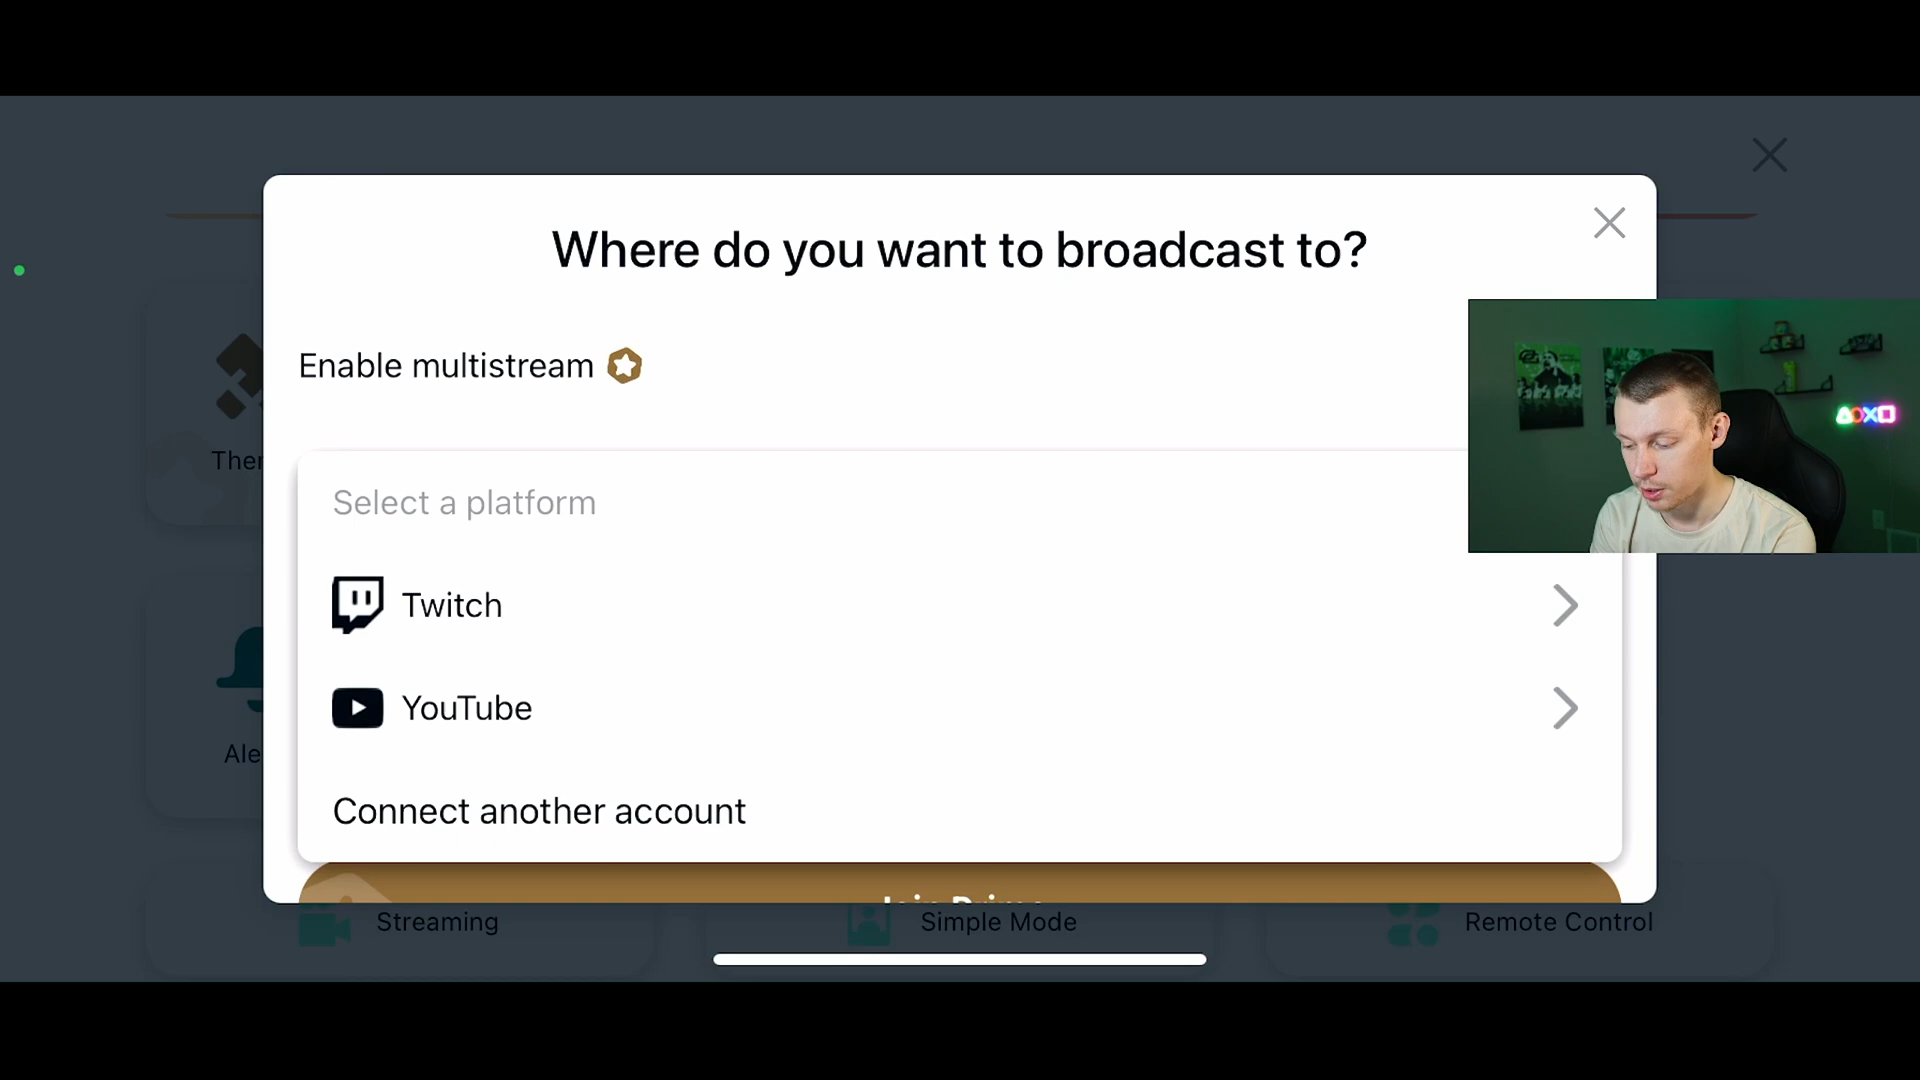 Where do you want to broadcast to?
Enable multistream
Select a platform
Twitch
YouTube
Connect another account
Streaming
Simple Mode
Remote Control